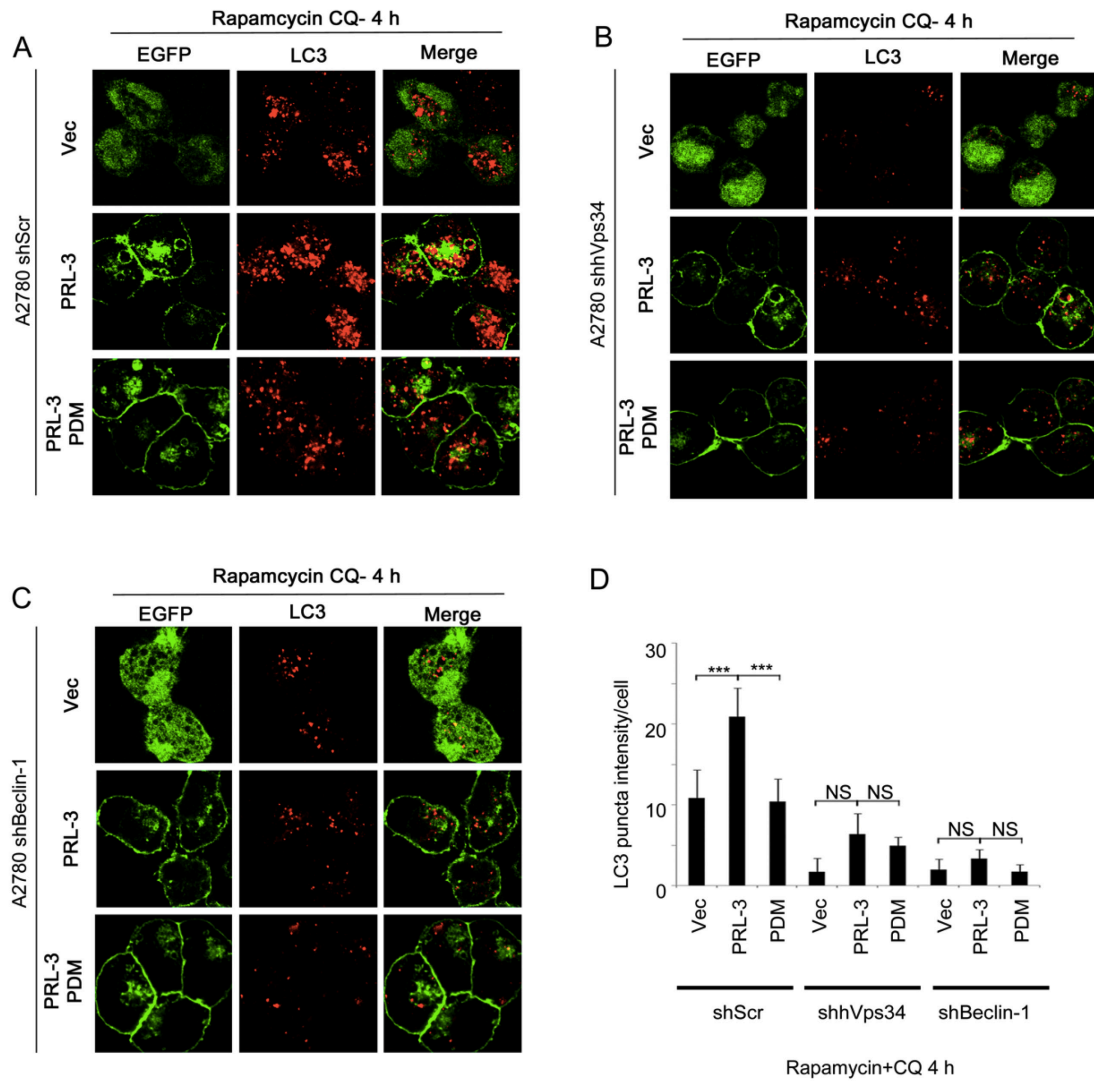 A
Rapamcycin CQ- 4 h
EGFP LC3 Merge
A2780 shScr
Vec
PRL-3
PRL-3
PDM
B
Rapamcycin CQ- 4 h
EGFP LC3 Merge
A2780 shhVps34
Vec
PRL-3
PRL-3
PDM
C
Rapamcycin CQ- 4 h
EGFP LC3 Merge
A2780 shBeclin-1
Vec
PRL-3
PRL-3
PDM
D
LC3 puncta intensity/cell
30
20
10
0
*** ***
NS NS
NS NS
Vec PRL-3 PDM Vec PRL-3 PDM Vec PRL-3 PDM
shScr shhVps34 shBeclin-1
Rapamycin+CQ 4 h